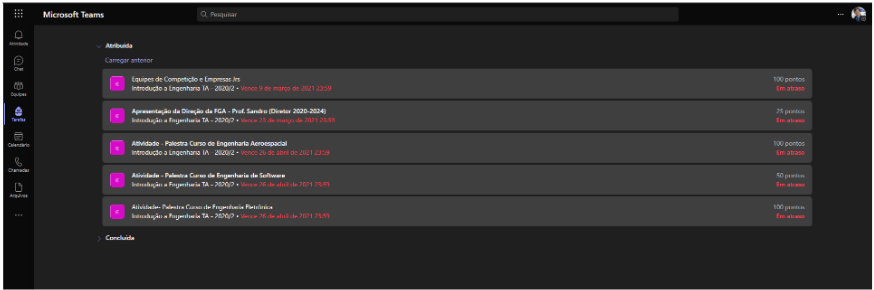 Microsoft Teams
Pesquisar
Atividade
Chat
Equipes
Tarefas
Calendário
Chamadas
Arquivos
Atribuída
Carregar anterior
Equipes de Competição e Empresas Jrs
100 pontos
Introdução a Engenharia TA - 2020/2 • Vence 9 de março de 2021 23:59
Em atraso
Apresentação da Direção da FGA - Prof. Sandro (Diretor 2020-2024)
25 pontos
Introdução a Engenharia TA - 2020/2 • Vence 23 de março de 2021 23:59
Em atraso
Atividade - Palestra Curso de Engenharia Aeroespacial
100 pontos
Introdução a Engenharia TA - 2020/2 • Vence 26 de abril de 2021 23:59
Em atraso
Atividade - Palestra Curso de Engenharia de Software
50 pontos
Introdução a Engenharia TA - 2020/2 • Vence 26 de abril de 2021 23:59
Em atraso
Atividade- Palestra Curso de Engenharia Eletrônica
100 pontos
Introdução a Engenharia TA - 2020/2 • Vence 26 de abril de 2021 23:59
Em atraso
Concluída